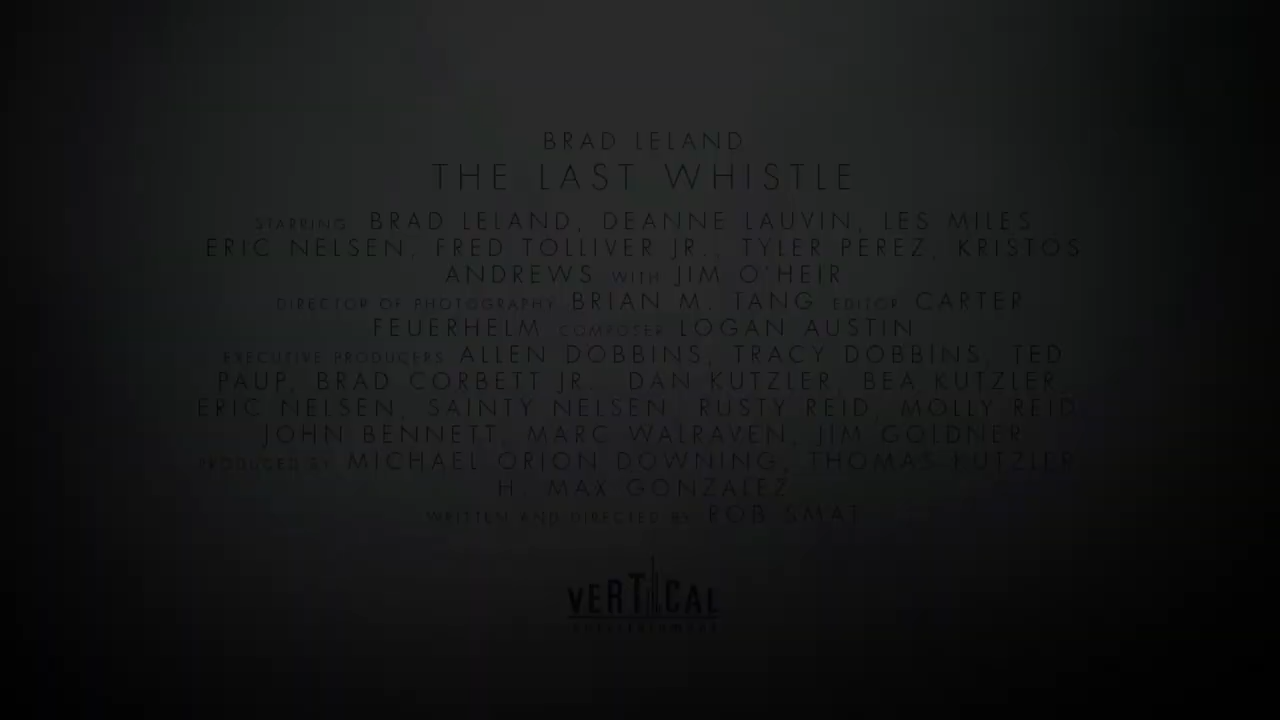 BRAD LELAND
THE LAST WHISTLE
STARRING BRAD LELAND, DEANNE LAUVIN, LES MILES
ERIC NELSEN, FRED TOLLIVER JR., TYLER PEREZ, KRISTOS
ANDREWS WITH JIM O'HEIR
DIRECTOR OF PHOTOGRAPHY BRIAN M. TANG EDITOR CARTER
FEUERHELM COMPOSER LOGAN AUSTIN
EXECUTIVE PRODUCERS ALLEN DOBBINS, TRACY DOBBINS, TED
PAUP, BRAD CORBETT JR., DAN KUTZLER, BEA KUTZLER,
ERIC NELSEN, SAINTY NELSEN, RUSTY REID, MOLLY REID,
JOHN BENNETT, MARC WALRAVEN, JIM GOLDNER
PRODUCED BY MICHAEL ORION DOWNING, THOMAS KUTZLER
H. MAX GONZALEZ
WRITTEN AND DIRECTED BY ROB SMAT
VERTICAL
entertainment